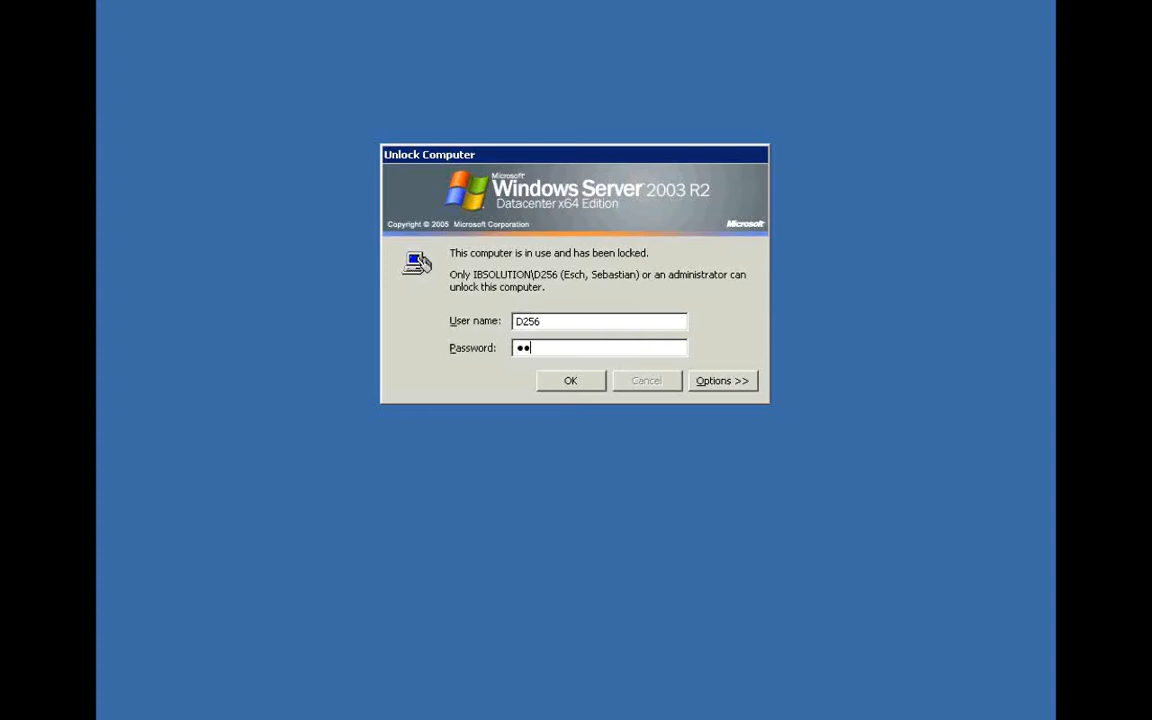 Unlock Computer
Microsoft
Windows Server 2003 R2
Datacenter x64 Edition
Copyright © 2005 Microsoft Corporation
Microsoft
This computer is in use and has been locked.
Only IBSOLUTION\D256 (Esch, Sebastian) or an administrator can
unlock this computer.
User name: D256
Password: ●●
OK Cancel Options >>